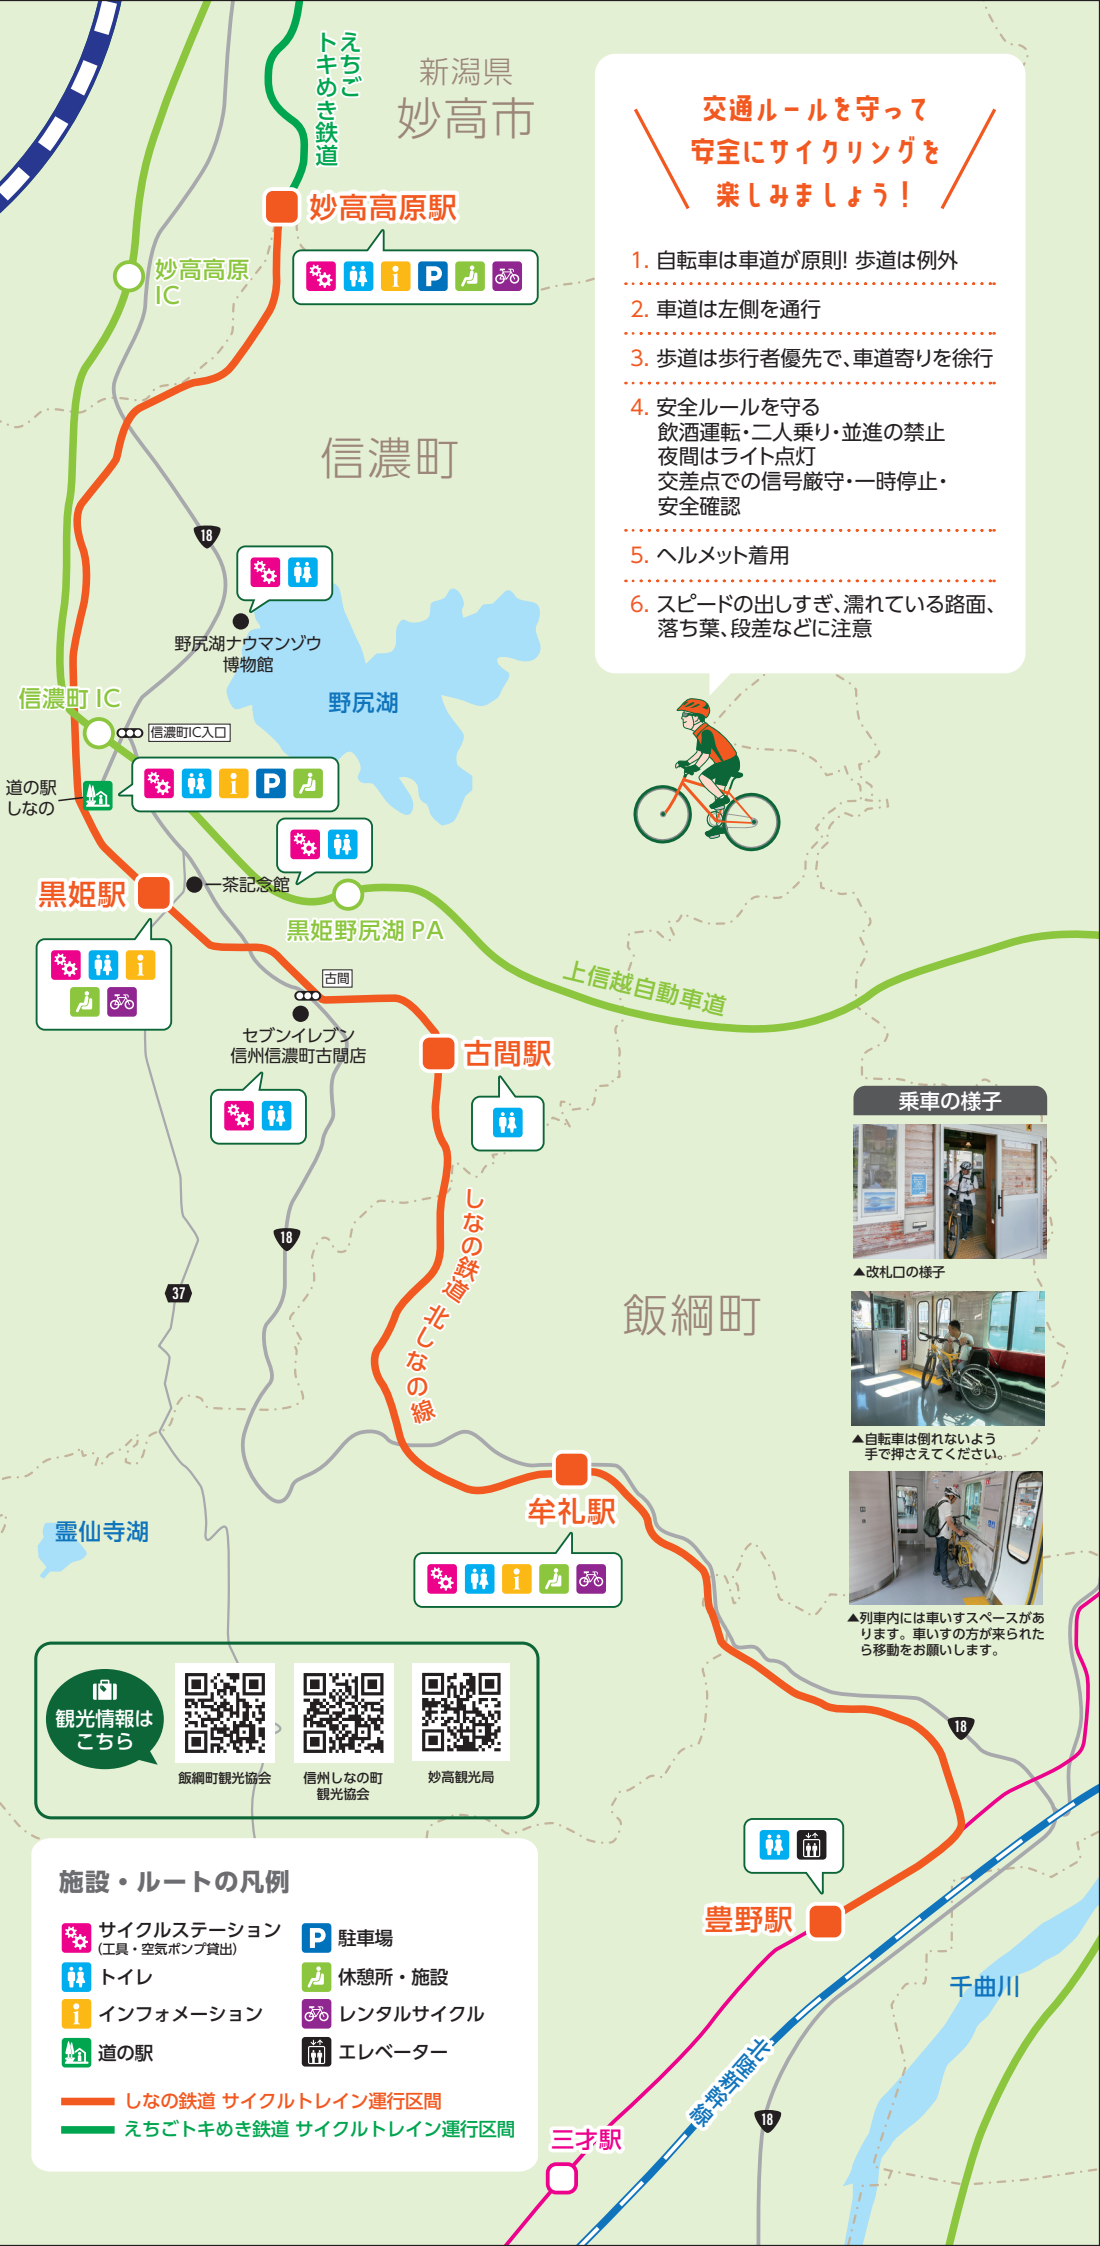 えちご
トキめき鉄道
新潟県
妙高市
妙高高原駅
P
妙高高原
IC
交通ルールを守って
安全にサイクリングを
楽しみましょう！
1. 自転車は車道が原則! 歩道は例外
2. 車道は左側を通行
3. 歩道は歩行者優先で、車道寄りを徐行
4. 安全ルールを守る
飲酒運転・二人乗り・並進の禁止
夜間はライト点灯
交差点での信号厳守・一時停止・
安全確認
5. ヘルメット着用
6. スピードの出しすぎ、濡れている路面、
落ち葉、段差などに注意
信濃町
18
野尻湖ナウマンゾウ
博物館
野尻湖
信濃町 IC
信濃町IC入口
道の駅
しなの
P
黒姫駅
一茶記念館
黒姫野尻湖 PA
上信越自動車道
古間
セブンイレブン
信州信濃町古間店
古間駅
しなの鉄道 北しなの線
18
37
飯綱町
乗車の様子
▲改札口の様子
▲自転車は倒れないよう
手で押さえてください。
▲列車内には車いすスペースがあ
ります。車いすの方が来られた
ら移動をお願いします。
牟礼駅
霊仙寺湖
観光情報は
こちら
飯綱町観光協会
信州しなの町
観光協会
妙高観光局
18
豊野駅
千曲川
北陸新幹線
18
三才駅
施設・ルートの凡例
サイクルステーション
(工具・空気ポンプ貸出)
P 駐車場
トイレ
休憩所・施設
インフォメーション
レンタルサイクル
道の駅
エレベーター
しなの鉄道 サイクルトレイン運行区間
えちごトキめき鉄道 サイクルトレイン運行区間